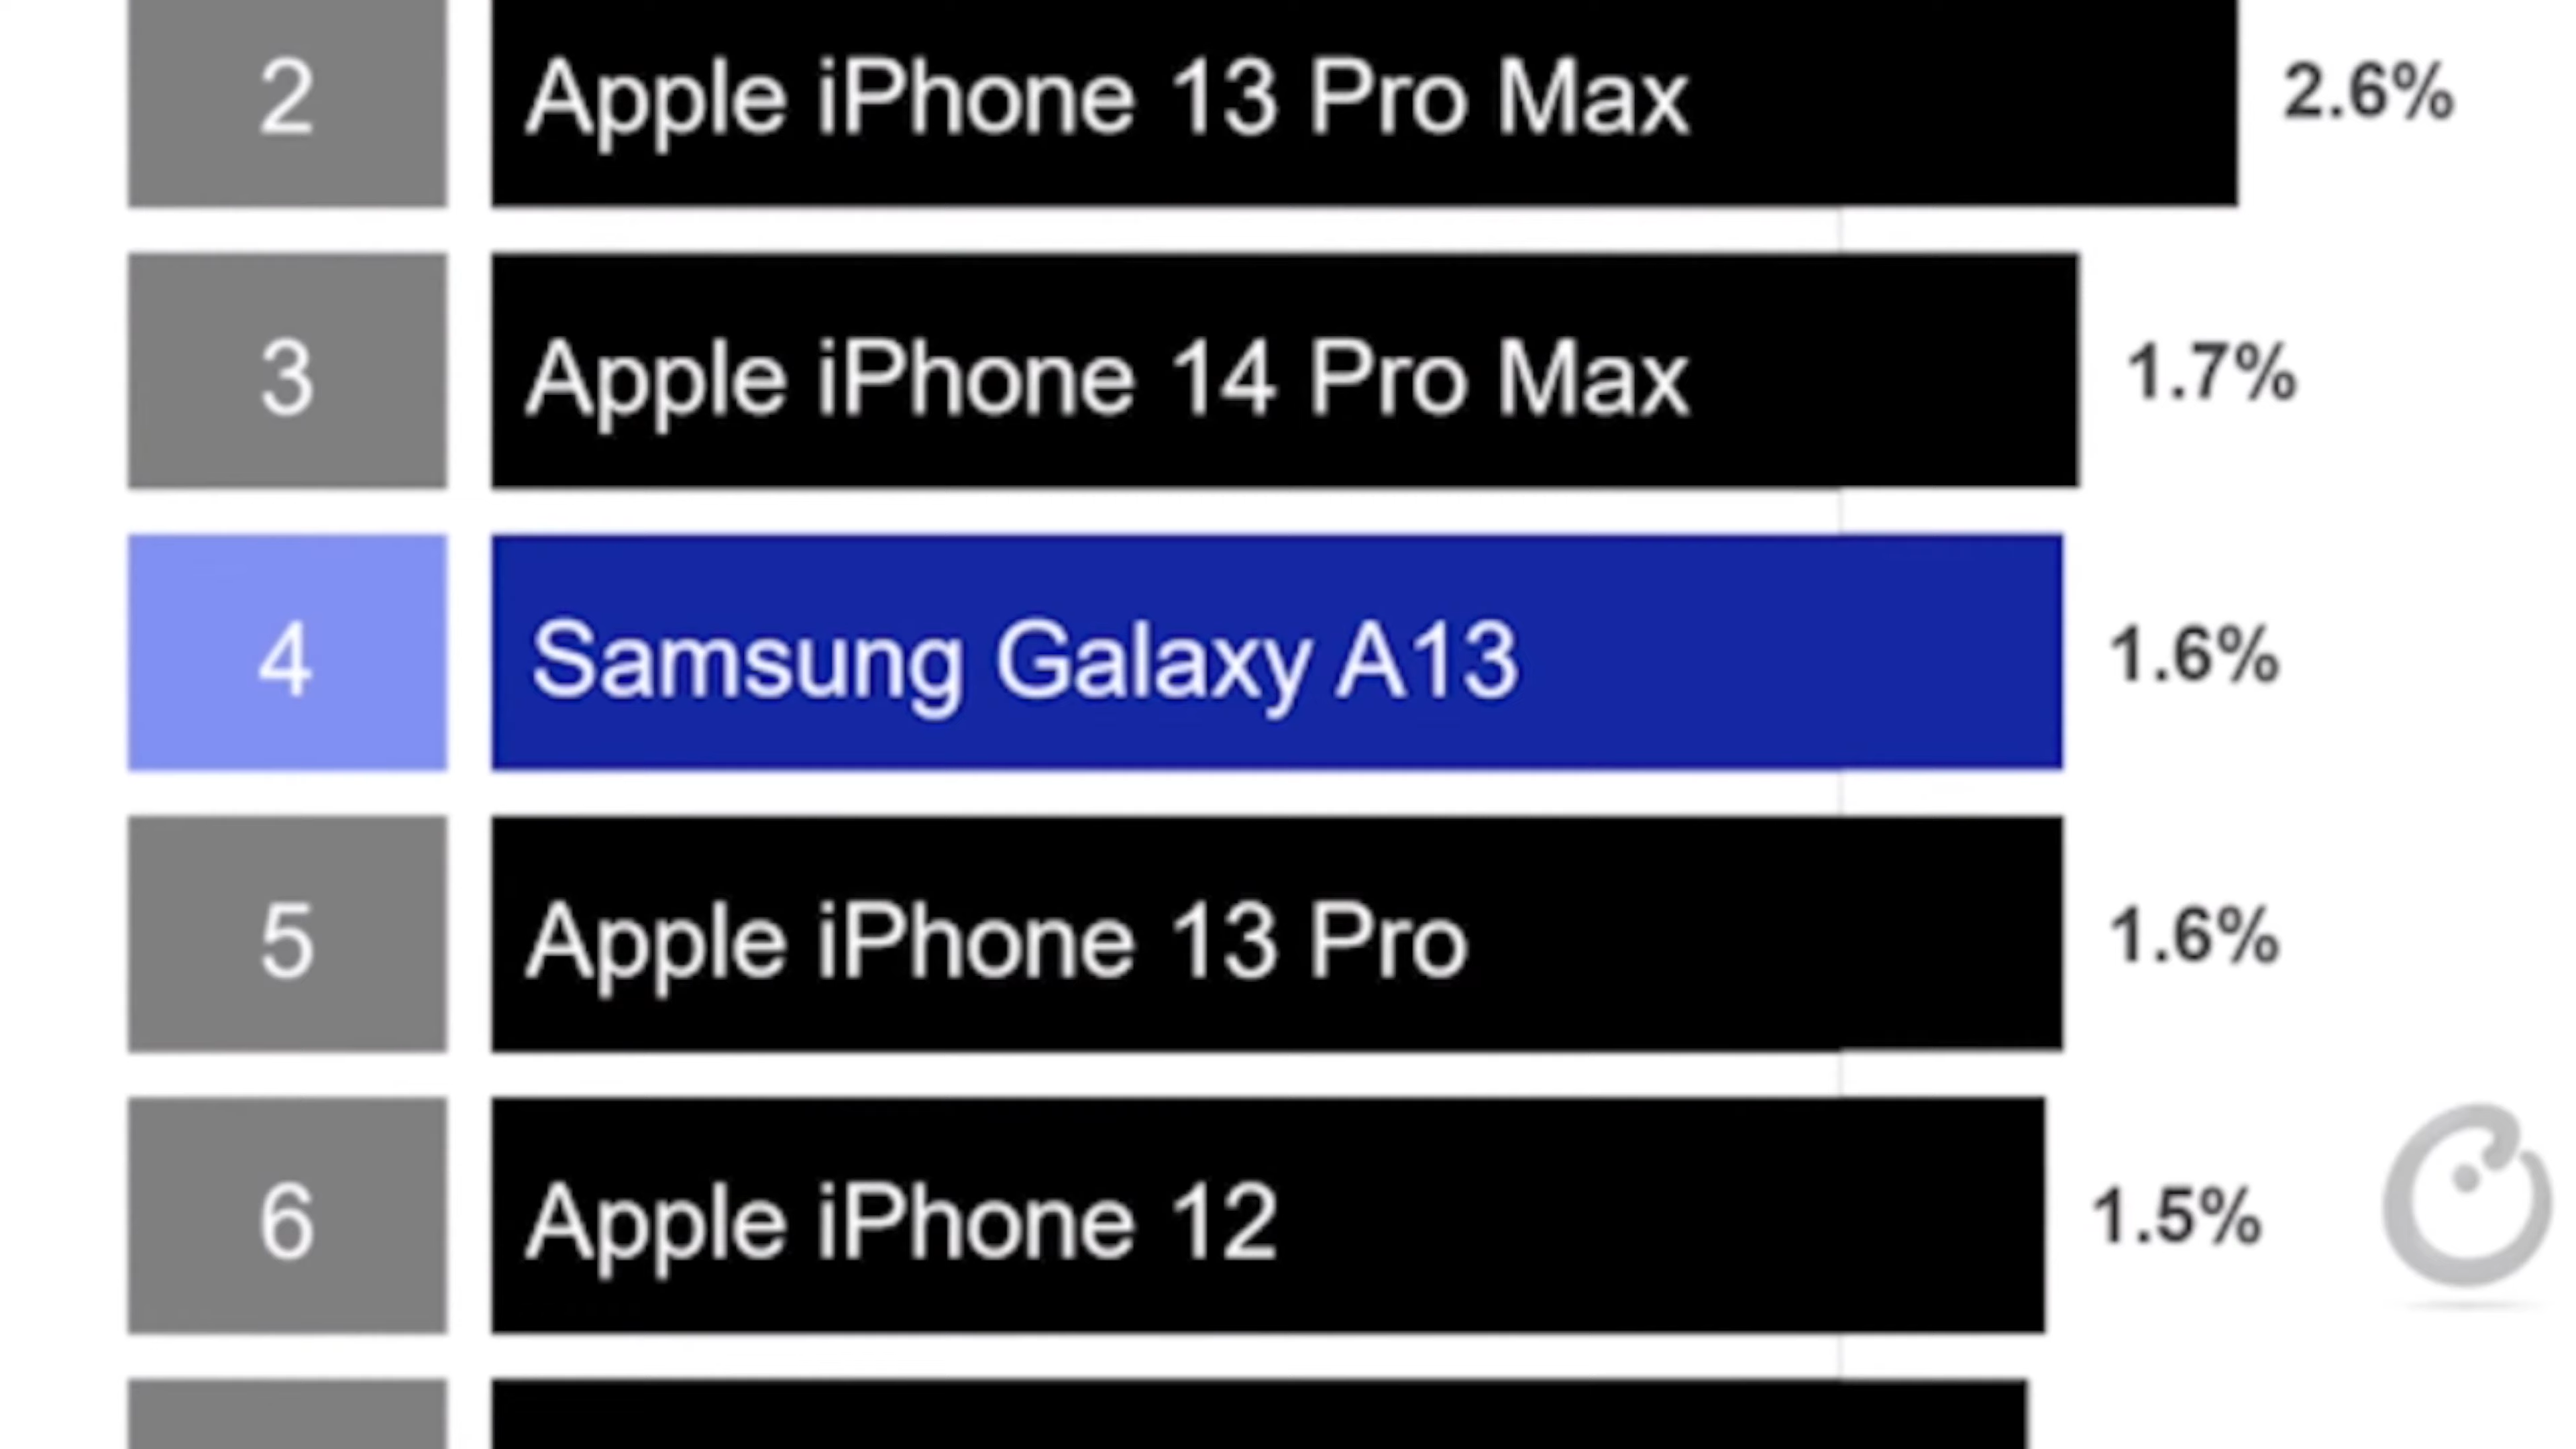 2 Apple iPhone 13 Pro Max 2.6%
3 Apple iPhone 14 Pro Max 1.7%
4 Samsung Galaxy A13 1.6%
5 Apple iPhone 13 Pro 1.6%
6 Apple iPhone 12 1.5%